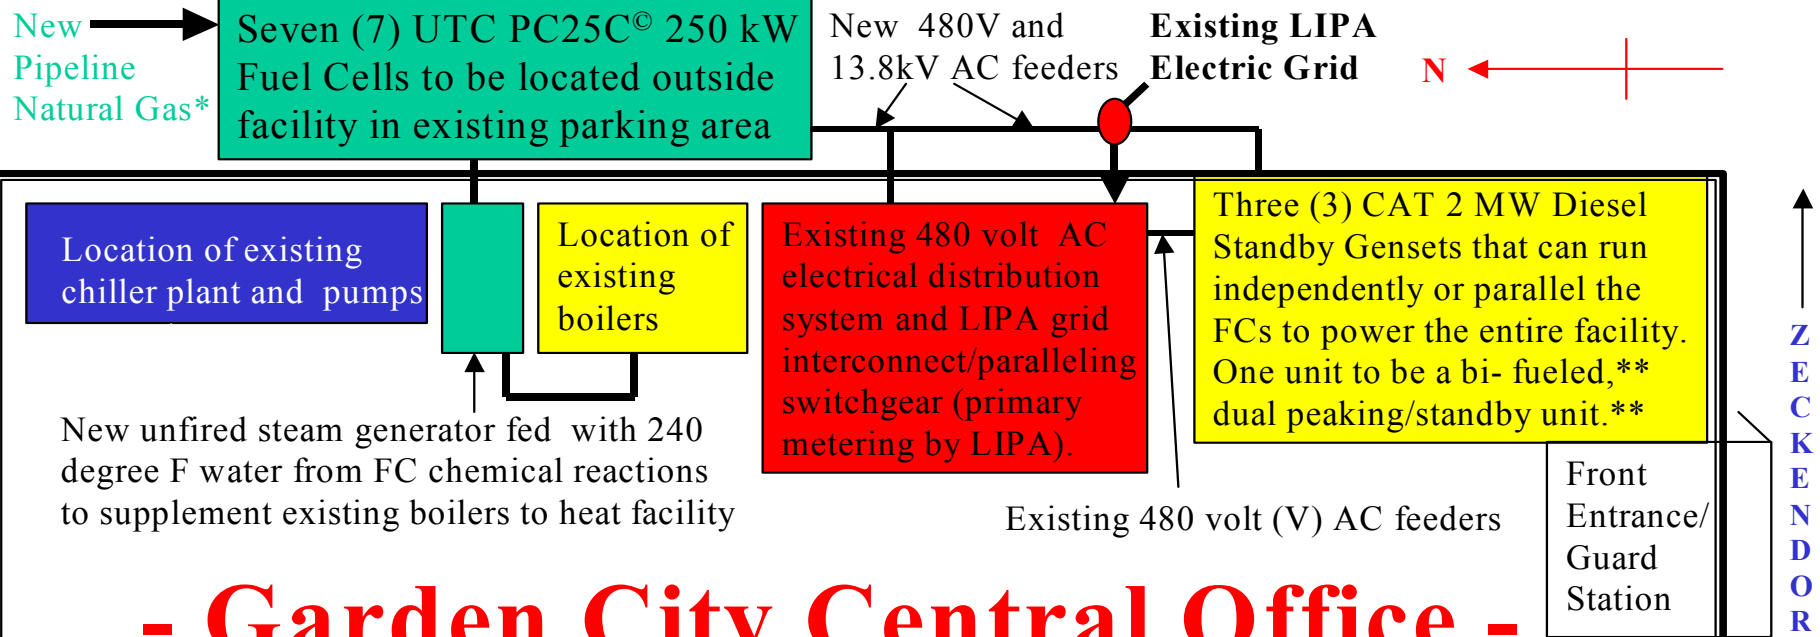 New
Pipeline
Natural Gas*
Seven (7) UTC PC25C© 250 kW
Fuel Cells to be located outside
facility in existing parking area
New 480V and
13.8kV AC feeders
Existing LIPA
Electric Grid
N
Location of existing
chiller plant and pumps
Location of
existing
boilers
Existing 480 volt AC
electrical distribution
system and LIPA grid
interconnect/paralleling
switchgear (primary
metering by LIPA).
Three (3) CAT 2 MW Diesel
Standby Gensets that can run
independently or parallel the
FCs to power the entire facility.
One unit to be a bi- fueled,**
dual peaking/standby unit.**
New unfired steam generator fed with 240
degree F water from FC chemical reactions
to supplement existing boilers to heat facility
Existing 480 volt (V) AC feeders
Front
Entrance/
Guard
Station
Z
E
C
K
E
N
D
O
R
- Garden City Central Office -